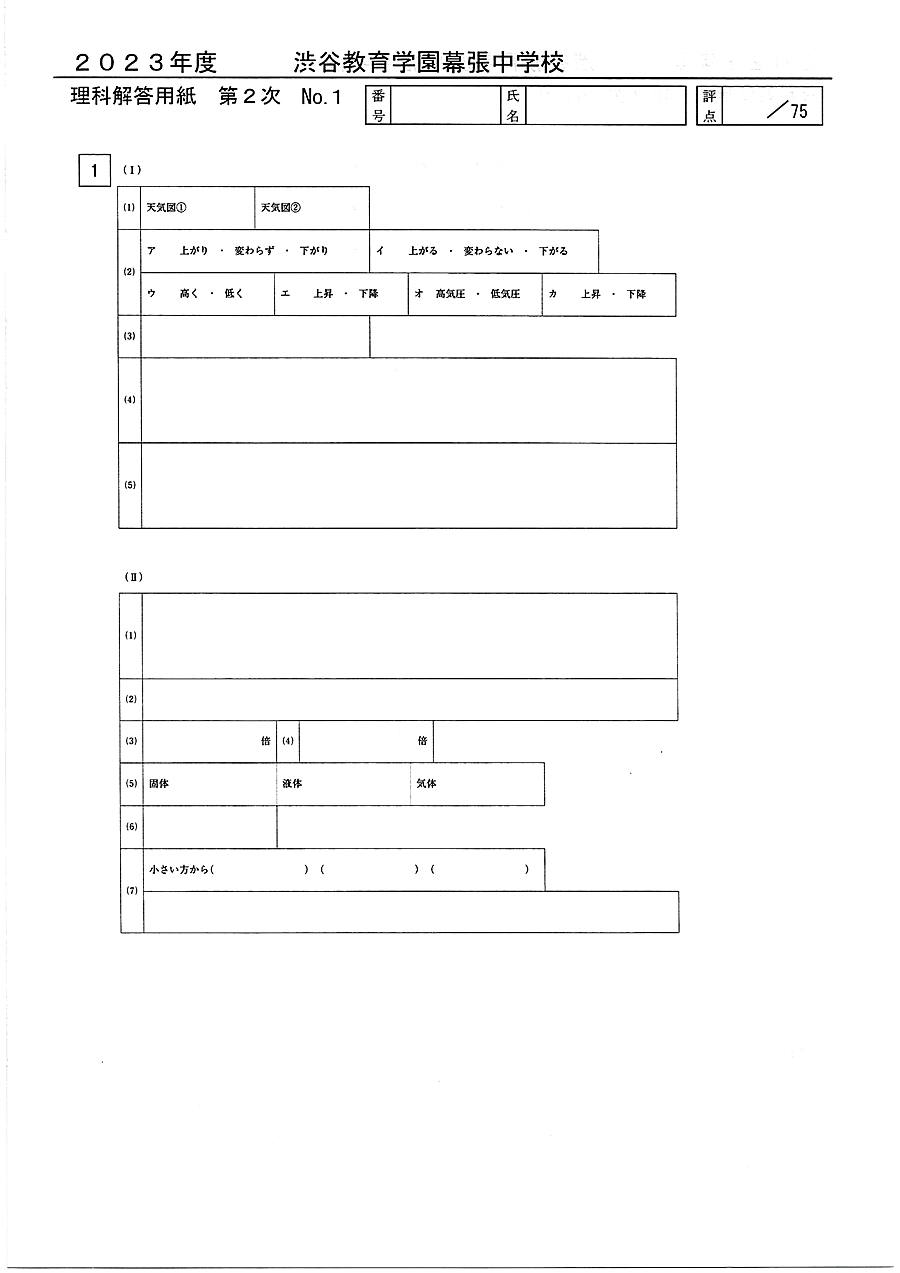 ２０２３年度　渋谷教育学園幕張中学校
理科解答用紙　第２次　No.１　番号　氏名　評点　／75
1　(Ⅰ)
(1)　天気図①　天気図②
(2)　ア　上がり ・ 変わらず ・ 下がり　イ　上がる ・ 変わらない ・ 下がる
ウ　高く ・ 低く　エ　上昇 ・ 下降　オ　高気圧 ・ 低気圧　カ　上昇 ・ 下降
(3)
(4)
(5)
(Ⅱ)
(1)
(2)
(3)　倍　(4)　倍
(5)　固体　液体　気体
(6)
(7)　小さい方から(　　　)　(　　　)　(　　　)